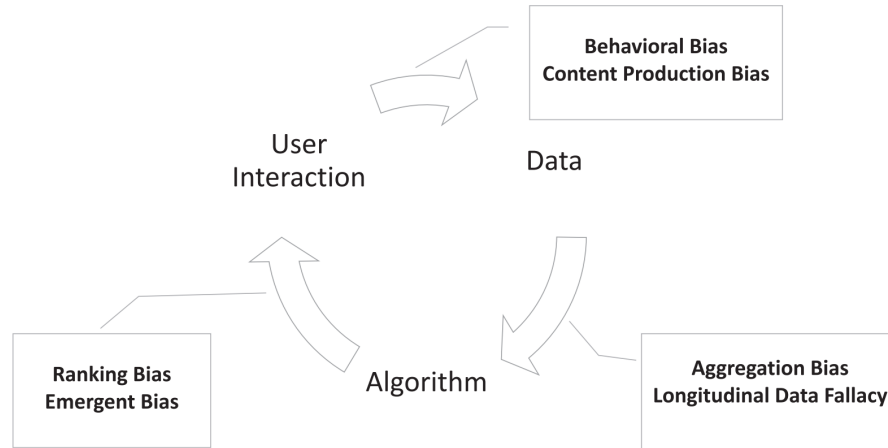 Behavioral Bias
Content Production Bias
User
Interaction
Data
Ranking Bias
Emergent Bias
Algorithm
Aggregation Bias
Longitudinal Data Fallacy